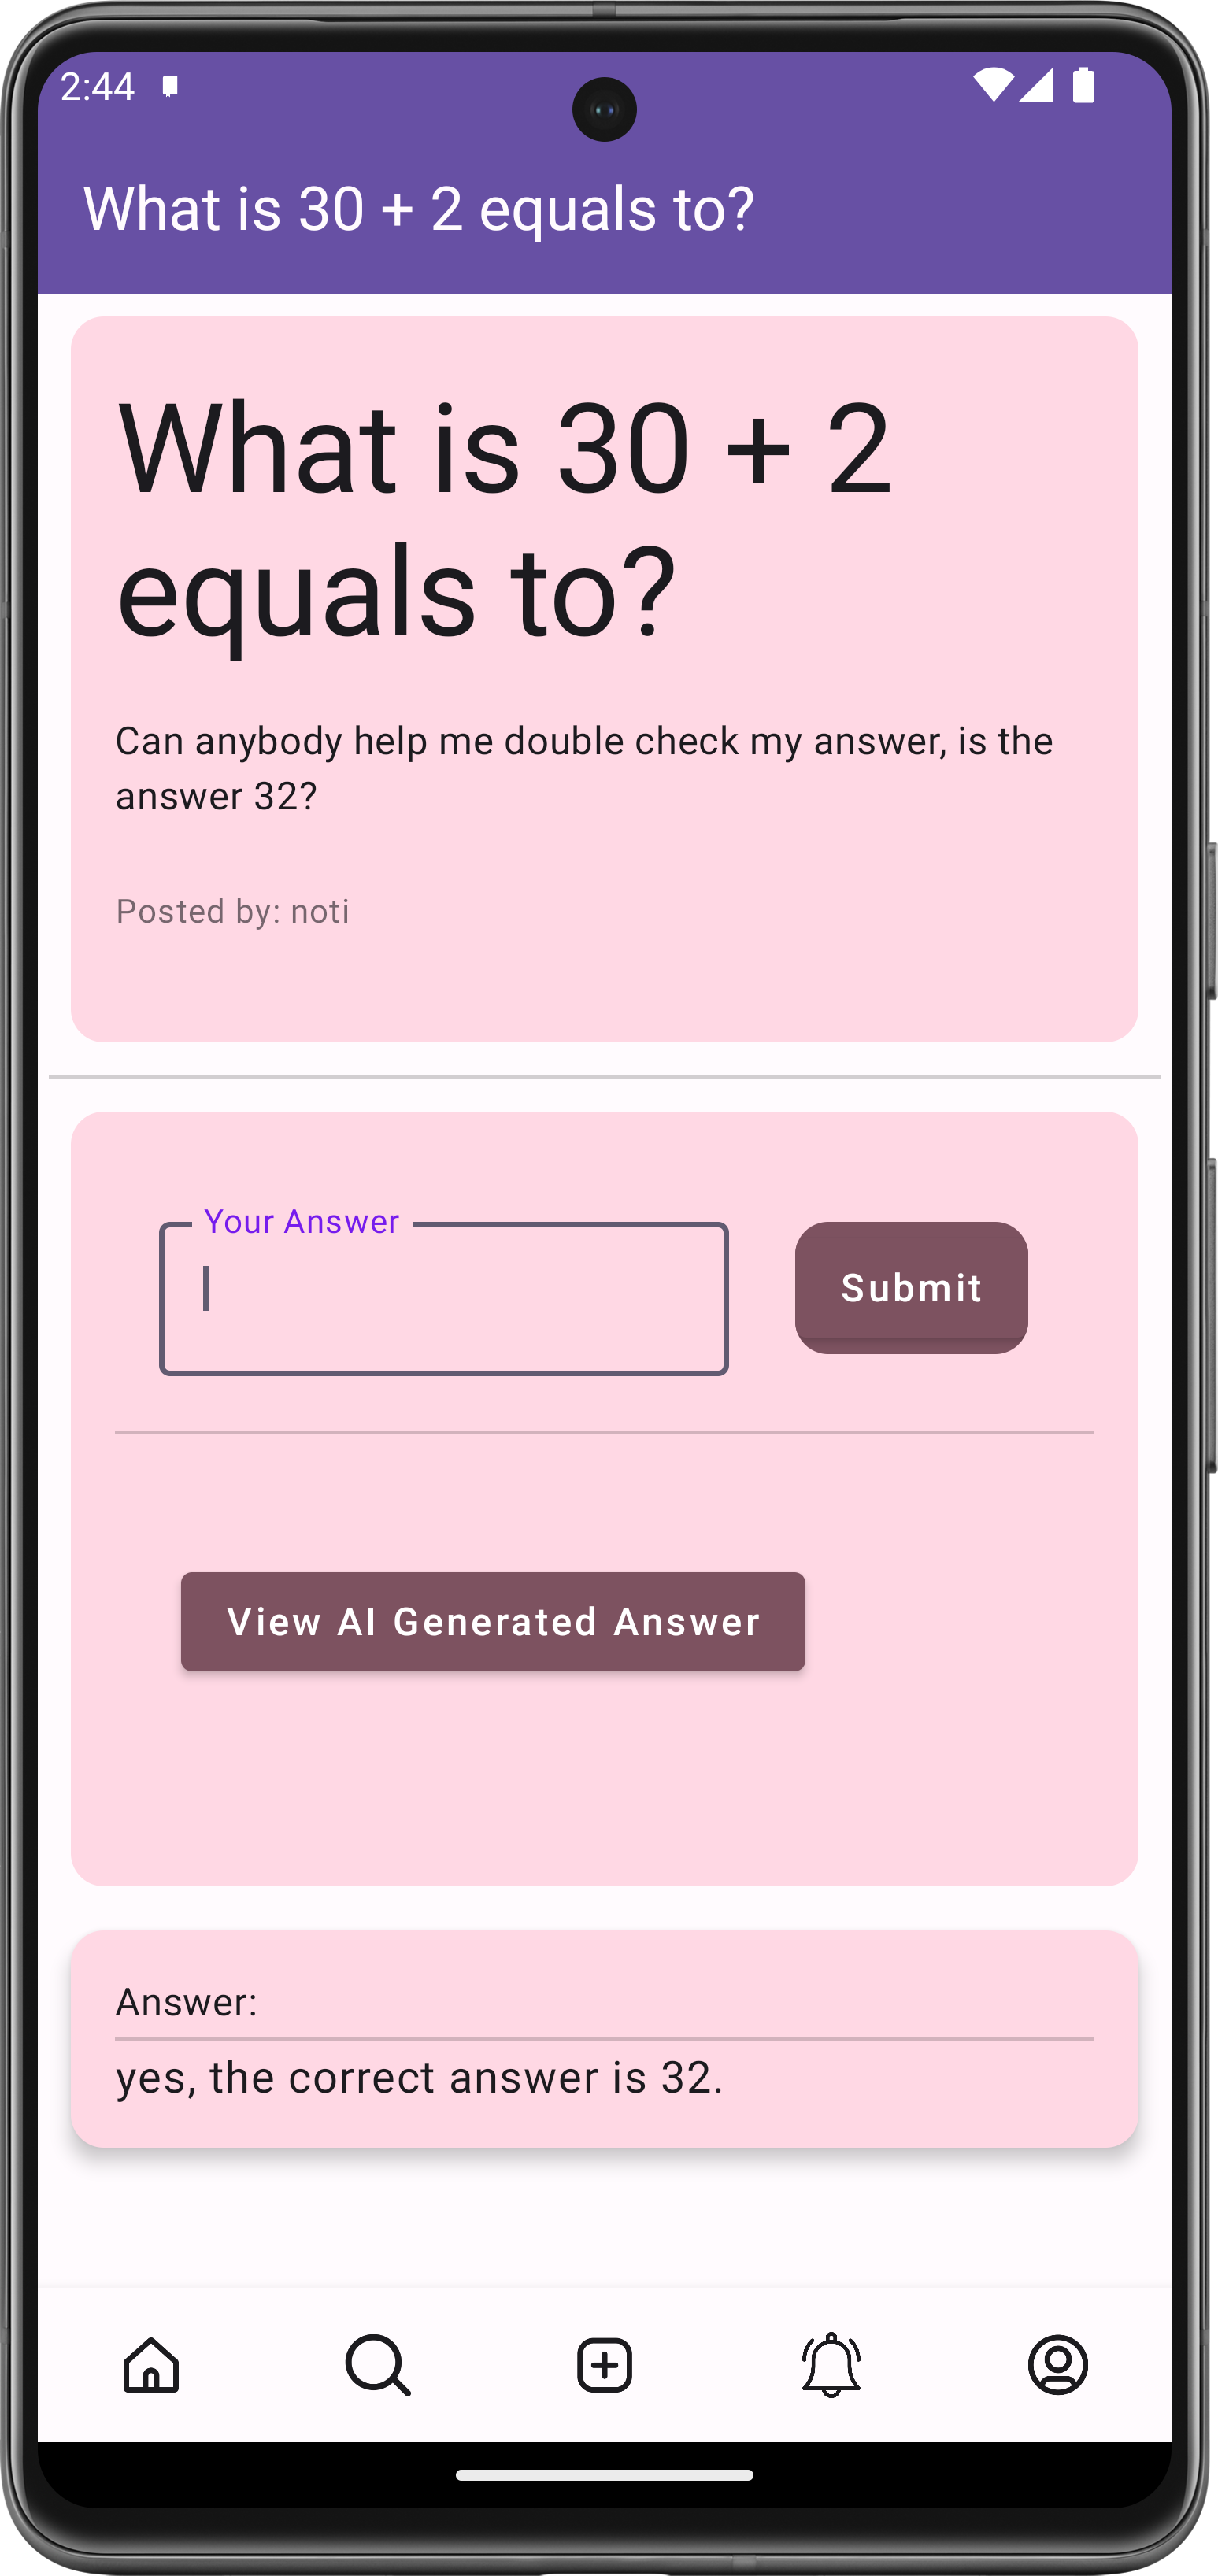 2:44
What is 30 + 2 equals to?
What is 30 + 2
equals to?
Can anybody help me double check my answer, is the
answer 32?
Posted by: noti
Your Answer
Submit
View AI Generated Answer
Answer:
yes, the correct answer is 32.